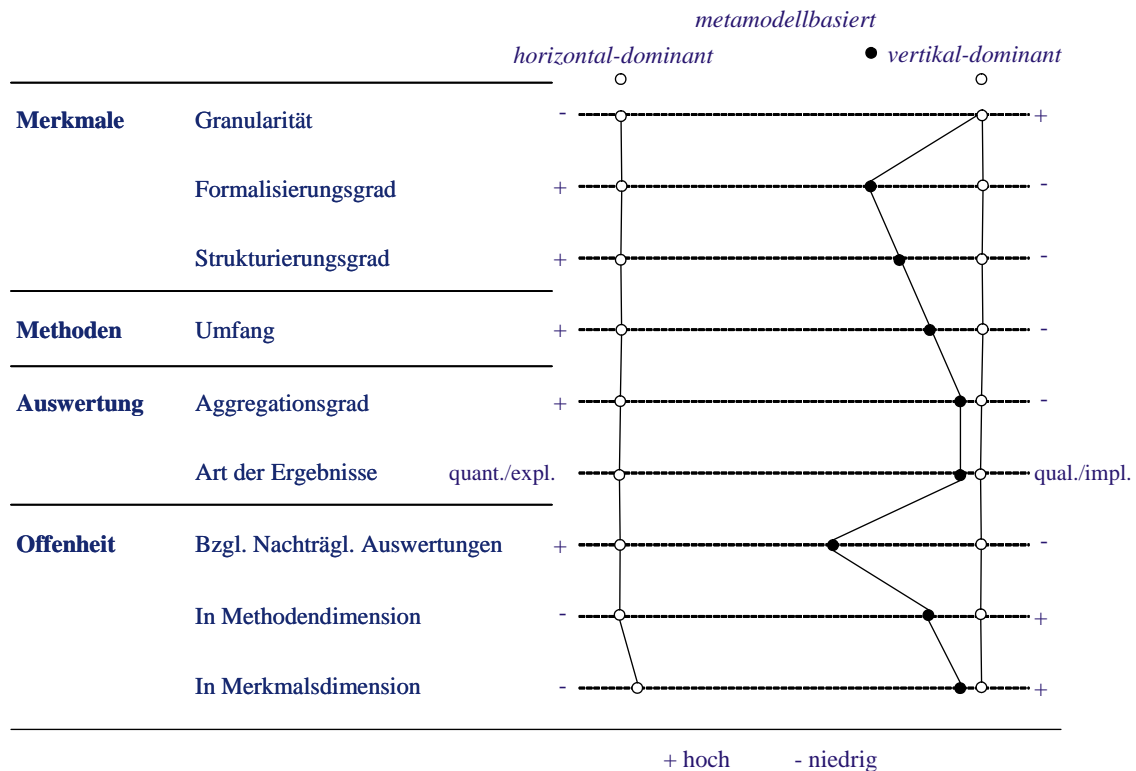 metamodellbasiert
horizontal-dominant vertikal-dominant
Merkmale Granularität - +
Formalisierungsgrad + -
Strukturierungsgrad + -
Methoden Umfang + -
Auswertung Aggregationsgrad + -
Art der Ergebnisse quant./expl. qual./impl.
Offenheit Bzgl. Nachträgl. Auswertungen + -
In Methodendimension - +
In Merkmalsdimension - +
+ hoch - niedrig